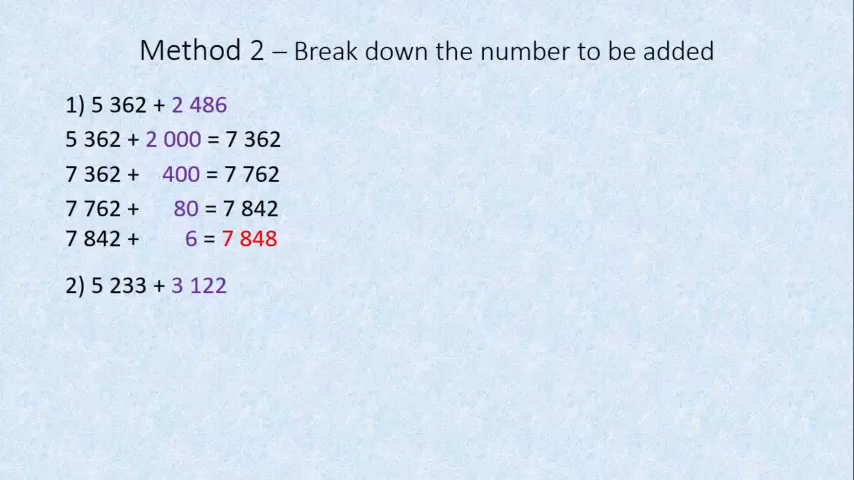 Method 2 – Break down the number to be added
1) 5 362 + 2 486
5 362 + 2 000 = 7 362
7 362 + 400 = 7 762
7 762 + 80 = 7 842
7 842 + 6 = 7 848
2) 5 233 + 3 122